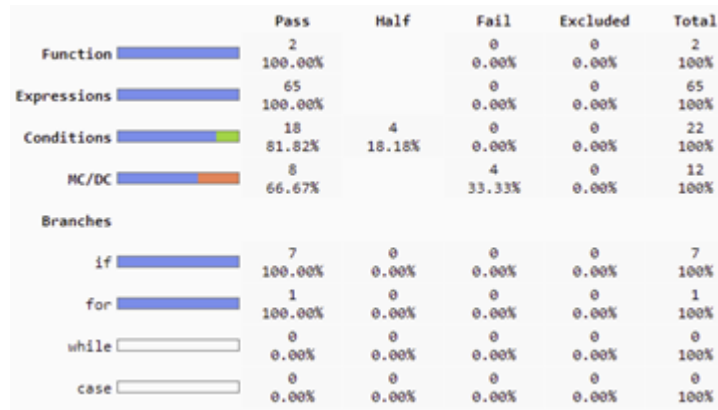 Pass Half Fail Excluded Total
Function 2 0 0 2
100.00% 0.00% 0.00% 100%
Expressions 65 0 0 65
100.00% 0.00% 0.00% 100%
Conditions 18 4 0 0 22
81.82% 18.18% 0.00% 0.00% 100%
MC/DC 8 4 0 12
66.67% 33.33% 0.00% 100%
Branches
if 7 0 0 0 7
100.00% 0.00% 0.00% 0.00% 100%
for 1 0 0 0 1
100.00% 0.00% 0.00% 0.00% 100%
while 0 0 0 0 0
0.00% 0.00% 0.00% 0.00% 100%
case 0 0 0 0 0
0.00% 0.00% 0.00% 0.00% 100%